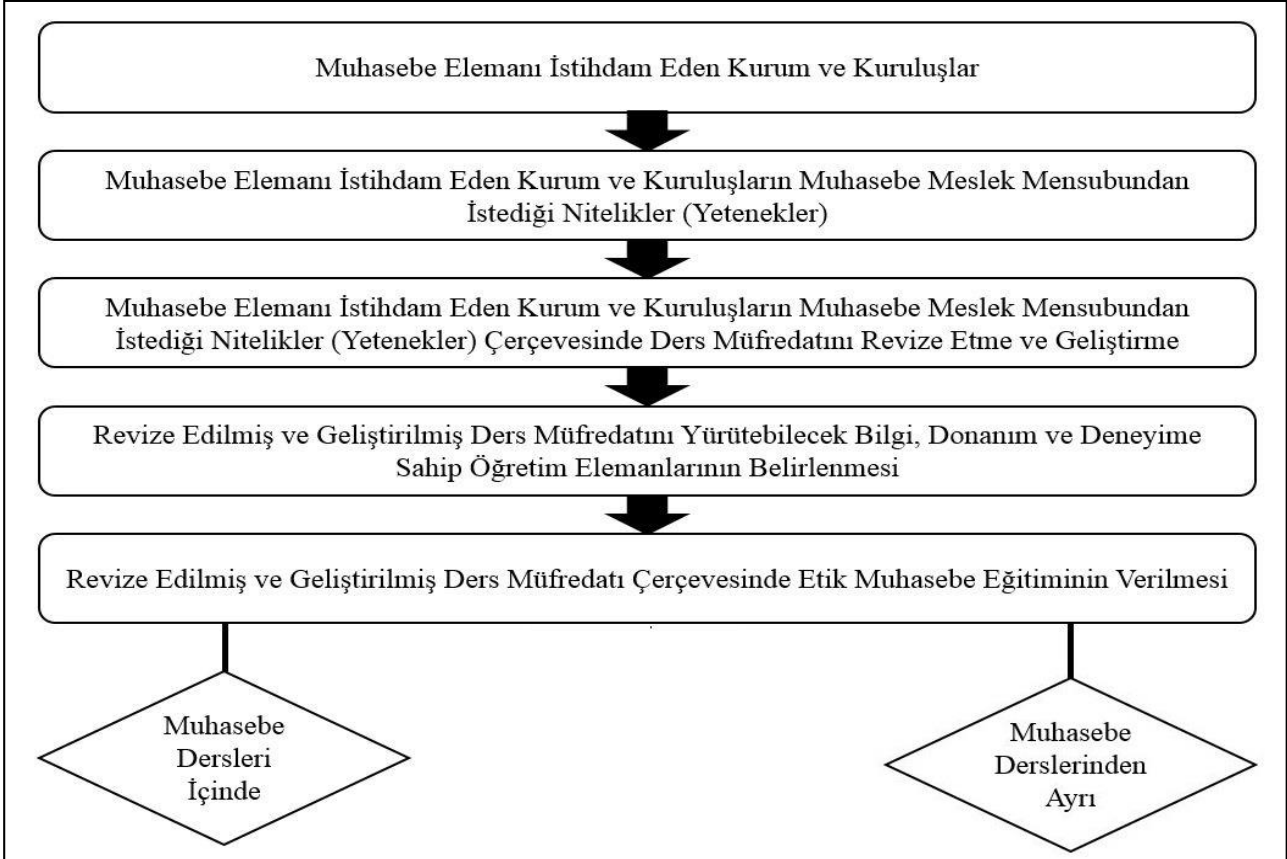 Muhasebe Elemanı İstihdam Eden Kurum ve Kuruluşlar
Muhasebe Elemanı İstihdam Eden Kurum ve Kuruluşların Muhasebe Meslek Mensubundan
İstediği Nitelikler (Yetenekler)
Muhasebe Elemanı İstihdam Eden Kurum ve Kuruluşların Muhasebe Meslek Mensubundan
İstediği Nitelikler (Yetenekler) Çerçevesinde Ders Müfredatını Revize Etme ve Geliştirme
Revize Edilmiş ve Geliştirilmiş Ders Müfredatını Yürütebilecek Bilgi, Donanım ve Deneyime
Sahip Öğretim Elemanlarının Belirlenmesi
Revize Edilmiş ve Geliştirilmiş Ders Müfredatı Çerçevesinde Etik Muhasebe Eğitiminin Verilmesi
Muhasebe
Dersleri
İçinde
Muhasebe
Derslerinden
Ayrı